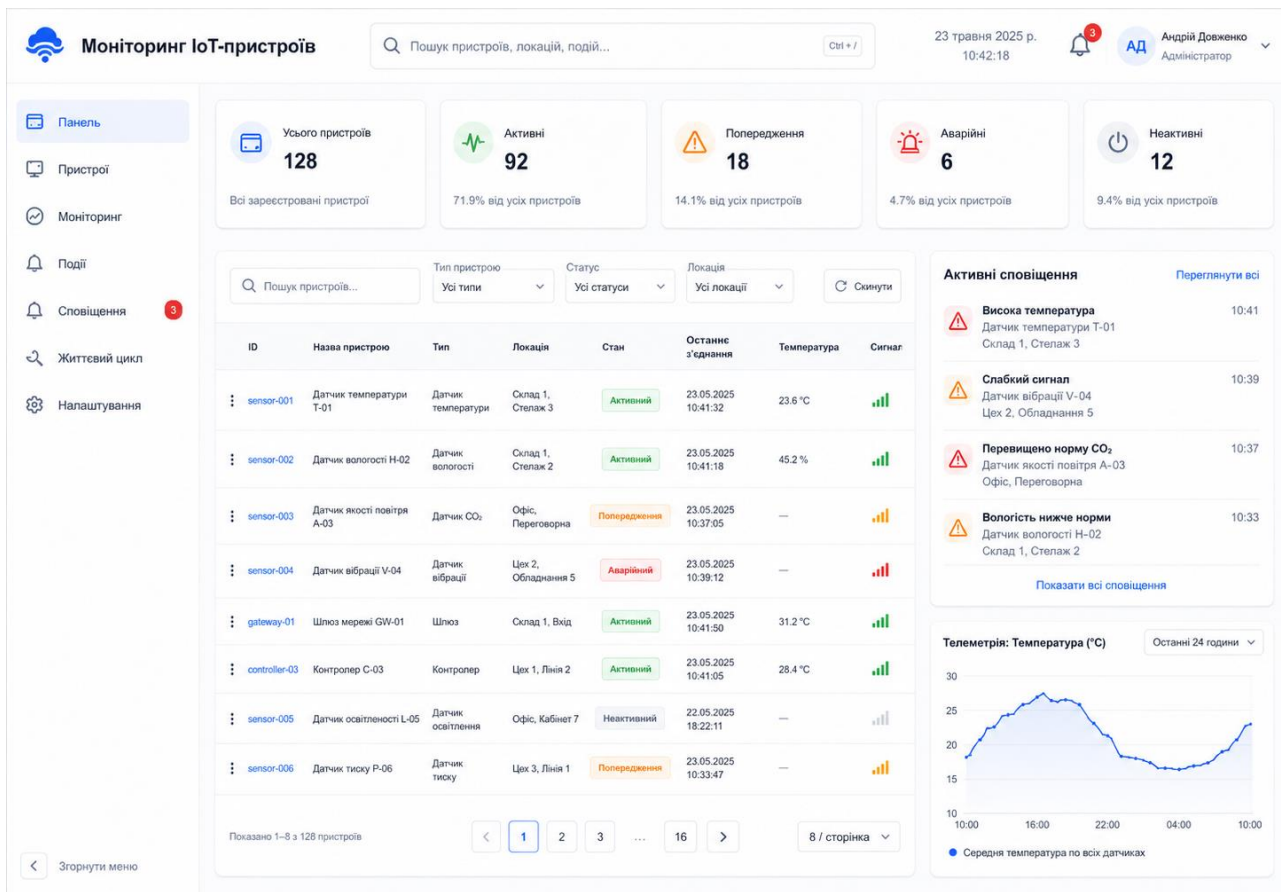 Моніторинг IoT-пристроїв
Пошук пристроїв, локацій, подій...
Ctrl + /
23 травня 2025 р.
10:42:18
3
АД
Андрій Довженко
Адміністратор
Панель
Пристрої
Моніторинг
Події
Сповіщення
3
Життєвий цикл
Налаштування
Згорнути меню
Усього пристроїв
128
Всі зареєстровані пристрої
Активні
92
71.9% від усіх пристроїв
Попередження
18
14.1% від усіх пристроїв
Аварійні
6
4.7% від усіх пристроїв
Неактивні
12
9.4% від усіх пристроїв
Пошук пристроїв...
Тип пристрою
Усі типи
Статус
Усі статуси
Локація
Усі локації
Скинути
ID
Назва пристрою
Тип
Локація
Стан
Останнє
з'єднання
Температура
Сигнал
sensor-001
Датчик температури
T-01
Датчик
температури
Склад 1,
Стелаж 3
Активний
23.05.2025
10:41:32
23.6 °C
sensor-002
Датчик вологості H-02
Датчик
вологості
Склад 1,
Стелаж 2
Активний
23.05.2025
10:41:18
45.2 %
sensor-003
Датчик якості повітря
A-03
Датчик CO₂
Офіс,
Переговорна
Попередження
23.05.2025
10:37:05
—
sensor-004
Датчик вібрації V-04
Датчик
вібрації
Цех 2,
Обладнання 5
Аварійний
23.05.2025
10:39:12
—
gateway-01
Шлюз мережі GW-01
Шлюз
Склад 1, Вхід
Активний
23.05.2025
10:41:50
31.2 °C
controller-03
Контролер C-03
Контролер
Цех 1, Лінія 2
Активний
23.05.2025
10:41:05
28.4 °C
sensor-005
Датчик освітленості L-05
Датчик
освітлення
Офіс, Кабінет 7
Неактивний
22.05.2025
18:22:11
—
sensor-006
Датчик тиску P-06
Датчик
тиску
Цех 3, Лінія 1
Попередження
23.05.2025
10:33:47
—
Показано 1–8 з 128 пристроїв
1
2
3
...
16
8 / сторінка
Активні сповіщення
Переглянути всі
Висока температура
10:41
Датчик температури T-01
Склад 1, Стелаж 3
Слабкий сигнал
10:39
Датчик вібрації V-04
Цех 2, Обладнання 5
Перевищено норму CO₂
10:37
Датчик якості повітря A-03
Офіс, Переговорна
Вологість нижче норми
10:33
Датчик вологості H-02
Склад 1, Стелаж 2
Показати всі сповіщення
Телеметрія: Температура (°C)
Останні 24 години
30
25
20
15
10
10:00
16:00
22:00
04:00
10:00
Середня температура по всіх датчиках